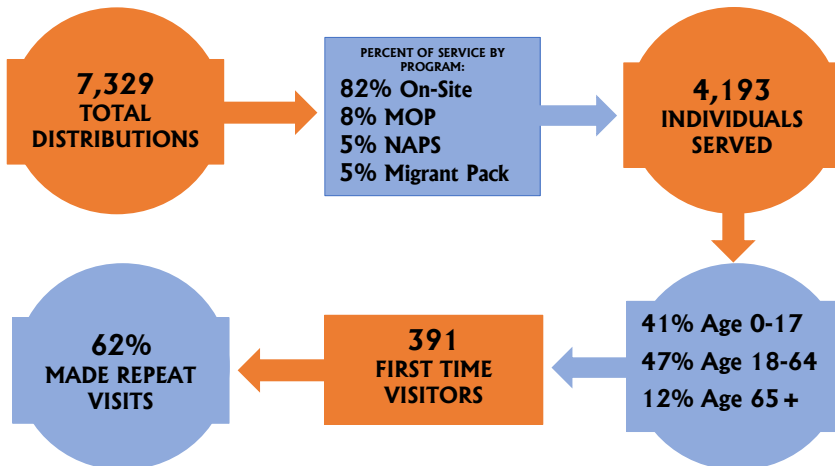 7,329
TOTAL
DISTRIBUTIONS
PERCENT OF SERVICE BY
PROGRAM:
82% On-Site
8% MOP
5% NAPS
5% Migrant Pack
4,193
INDIVIDUALS
SERVED
41% Age 0-17
47% Age 18-64
12% Age 65+
391
FIRST TIME
VISITORS
62%
MADE REPEAT
VISITS